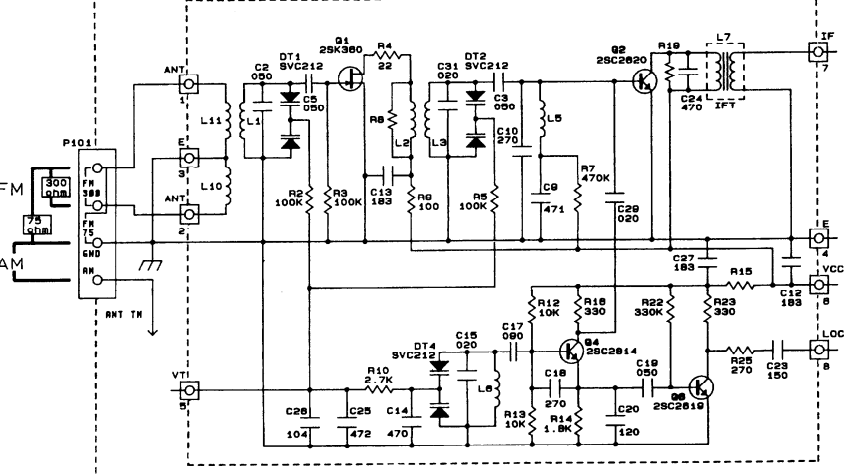 Q1
2SK360
R4
22
DT1
SVC212
C2
050
C5
050
C31
020
DT2
SVC212
C3
050
Q2
2SC2620
R19
L7
IFT
C24
470
IF
7
ANT
1
L11
L1
R8
L2
L3
C10
270
L5
P101
E
3
FM
300
ohm
FM
300
75
ohm
FM
75
GND
AM
AM
ANT TM
L10
ANT
2
R2
100K
R3
100K
C13
183
R9
100
R5
100K
C9
471
R7
470K
C29
020
E
4
C27
183
R15
VCC
6
C12
183
R12
10K
R16
330
R22
330K
R23
330
LOC
8
DT4
SVC212
C15
020
C17
090
Q4
2SC2814
R25
270
C23
150
VT
5
R10
2.7K
L6
C18
270
C19
050
Q6
2SC2619
C26
104
C25
472
C14
470
R13
10K
R14
1.8K
C20
120